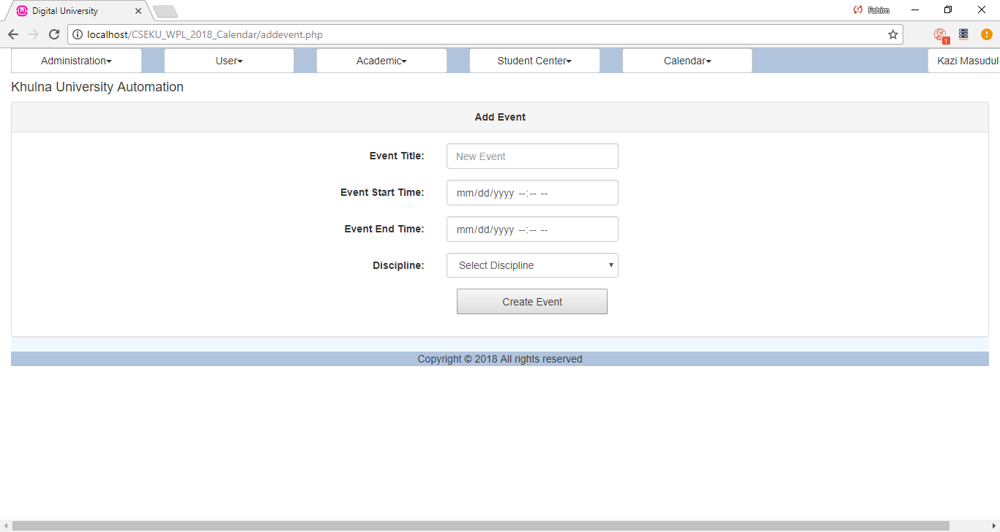 Digital University
Fahim
localhost/CSEKU_WPL_2018_Calendar/addevent.php
1
Administration User Academic Student Center Calendar Kazi Masudul
Khulna University Automation
Add Event
Event Title: New Event
Event Start Time: mm/dd/yyyy --:-- --
Event End Time: mm/dd/yyyy --:-- --
Discipline: Select Discipline
Create Event
Copyright © 2018 All rights reserved